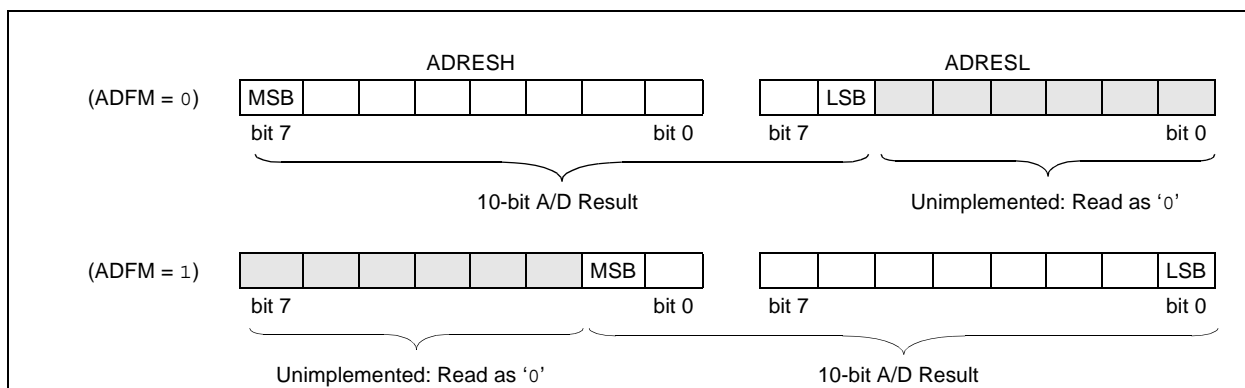 ADRESH ADRESL
(ADFM = 0) MSB LSB
bit 7 bit 0 bit 7 bit 0
10-bit A/D Result Unimplemented: Read as ‘0’
(ADFM = 1) MSB LSB
bit 7 bit 0 bit 7 bit 0
Unimplemented: Read as ‘0’ 10-bit A/D Result